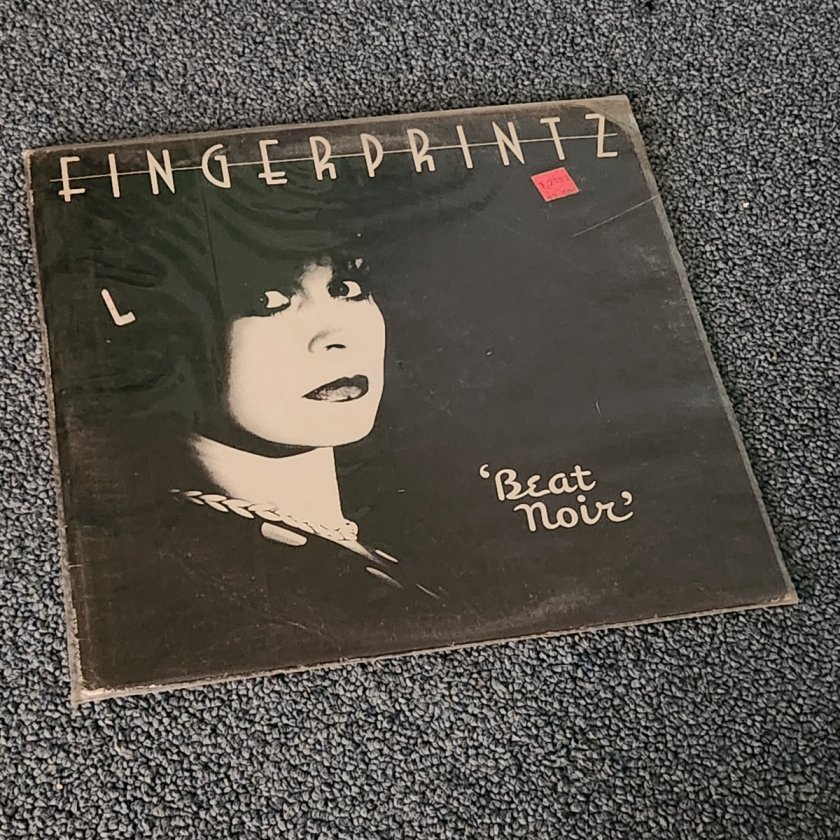 FINGERPRINTZ
L
'Beat
Noir'